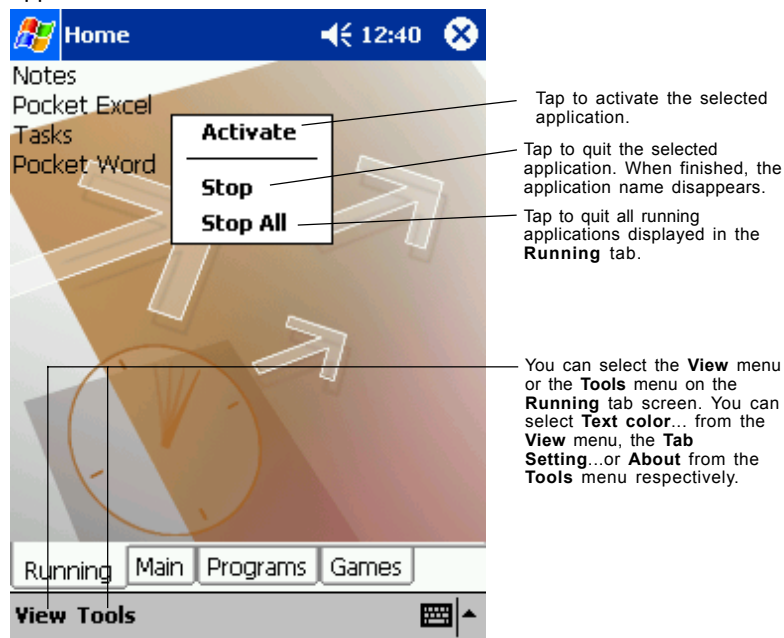 Home 12:40
Notes
Pocket Excel
Tasks
Pocket Word
Activate
Stop
Stop All
Tap to activate the selected
application.
Tap to quit the selected
application. When finished, the
application name disappears.
Tap to quit all running
applications displayed in the
Running tab.
You can select the View menu
or the Tools menu on the
Running tab screen. You can
select Text color... from the
View menu, the Tab
Setting...or About from the
Tools menu respectively.
Running Main Programs Games
View Tools